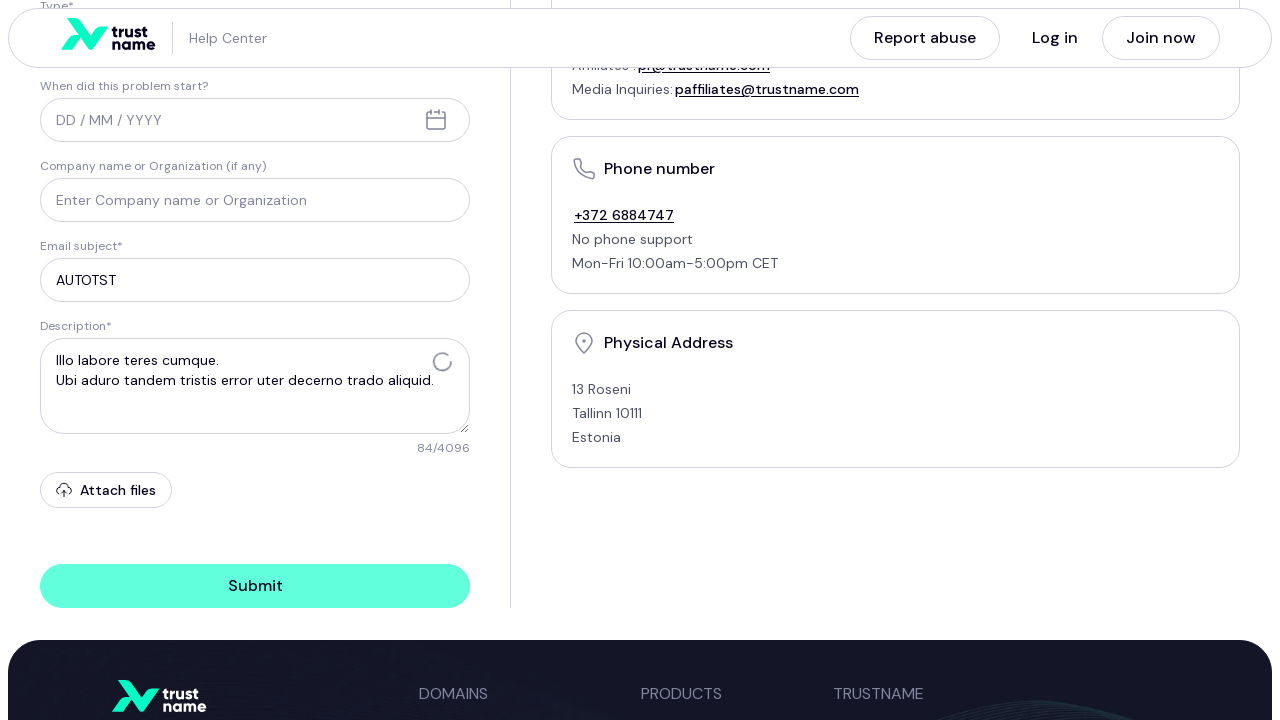 Type*
trust
name
Help Center
Report abuse
Log in
Join now
When did this problem start?
DD / MM / YYYY
Company name or Organization (if any)
Enter Company name or Organization
Email subject*
AUTOTST
Description*
Illo labore teres cumque.
Ubi aduro tandem tristis error uter decerno trado aliquid.
84/4096
Attach files
Submit
Affiliates : pr@trustname.com
Media Inquiries: paffiliates@trustname.com
Phone number
+372 6884747
No phone support
Mon-Fri 10:00am-5:00pm CET
Physical Address
13 Roseni
Tallinn 10111
Estonia
trust
name
DOMAINS
PRODUCTS
TRUSTNAME